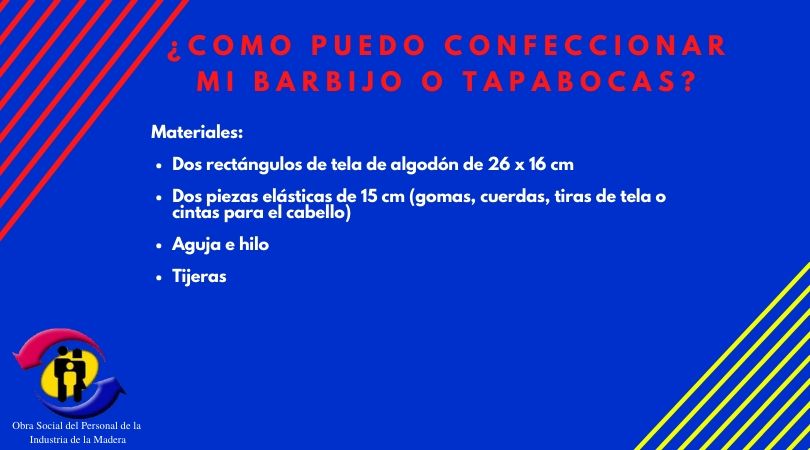 ¿COMO PUEDO CONFECCIONAR
MI BARBIJO O TAPABOCAS?
Materiales:
• Dos rectángulos de tela de algodón de 26 x 16 cm
• Dos piezas elásticas de 15 cm (gomas, cuerdas, tiras de tela o
cintas para el cabello)
• Aguja e hilo
• Tijeras
Obra Social del Personal de la
Industria de la Madera